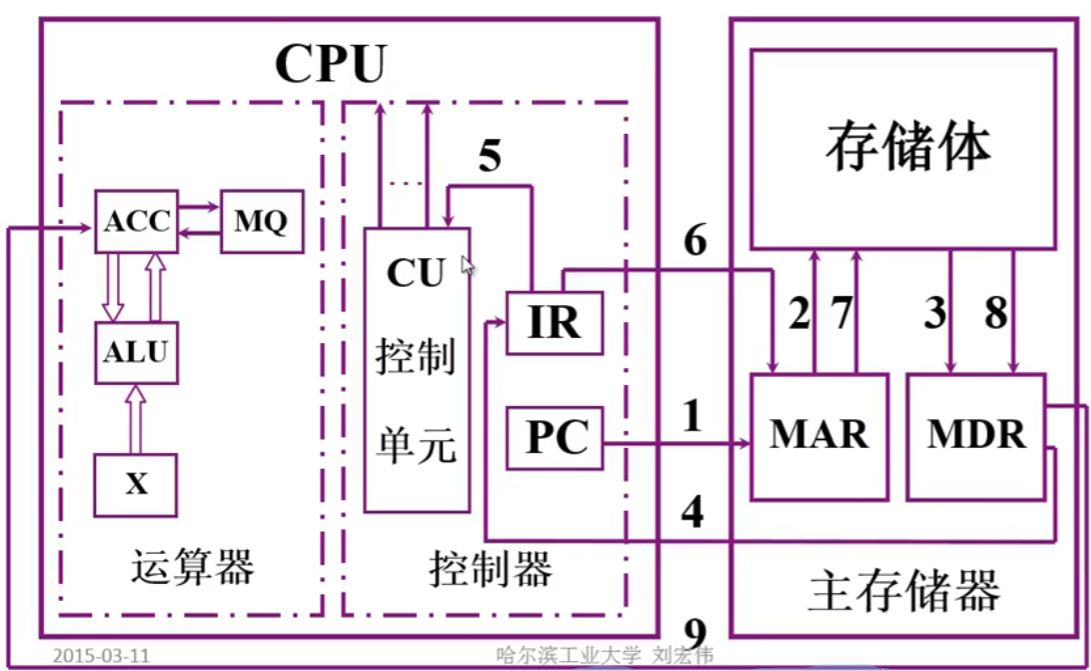 CPU
存储体
5
6
ACC
MQ
CU
控制
单元
IR
2
7
3
8
ALU
PC
1
MAR
MDR
X
4
运算器
控制器
主存储器
9
2015-03-11
哈尔滨工业大学 刘宏伟